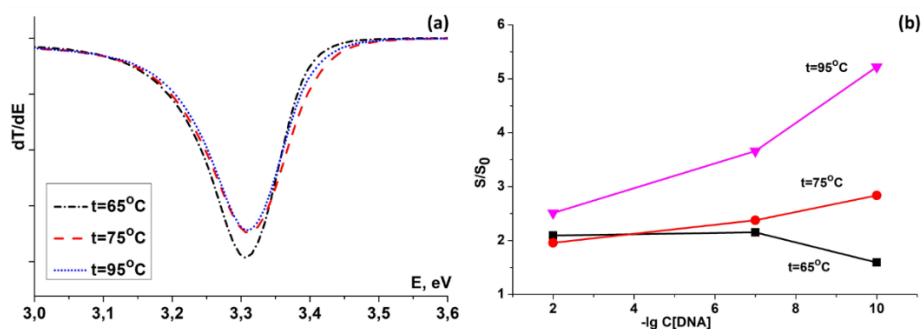 (a)
dT/dE
t=65°C
t=75°C
t=95°C
E, eV
3,0 3,1 3,2 3,3 3,4 3,5 3,6
(b)
S/S₀
6
5
4
3
2
1
t=95°C
t=75°C
t=65°C
2 4 6 8 10
-lg C[DNA]